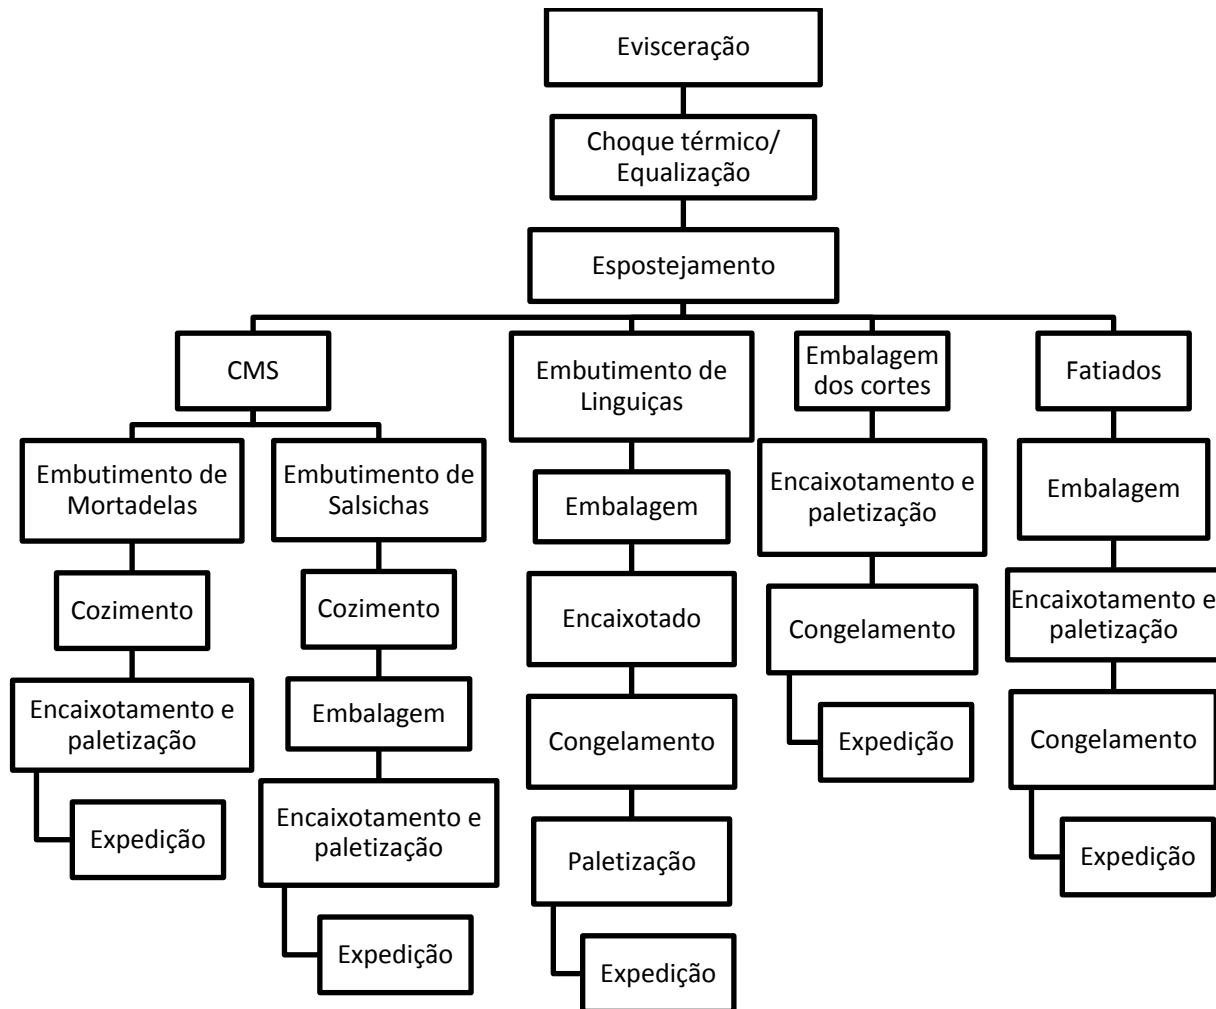 Evisceração
Choque térmico/
Equalização
Espostejamento
CMS
Embutimento de
Mortadelas
Cozimento
Encaixotamento e
paletização
Expedição
Embutimento de
Salsichas
Cozimento
Embalagem
Encaixotamento e
paletização
Expedição
Embutimento de
Linguiças
Embalagem
Encaixotado
Congelamento
Paletização
Expedição
Embalagem
dos cortes
Encaixotamento e
paletização
Congelamento
Expedição
Fatiados
Embalagem
Encaixotamento e
paletização
Congelamento
Expedição